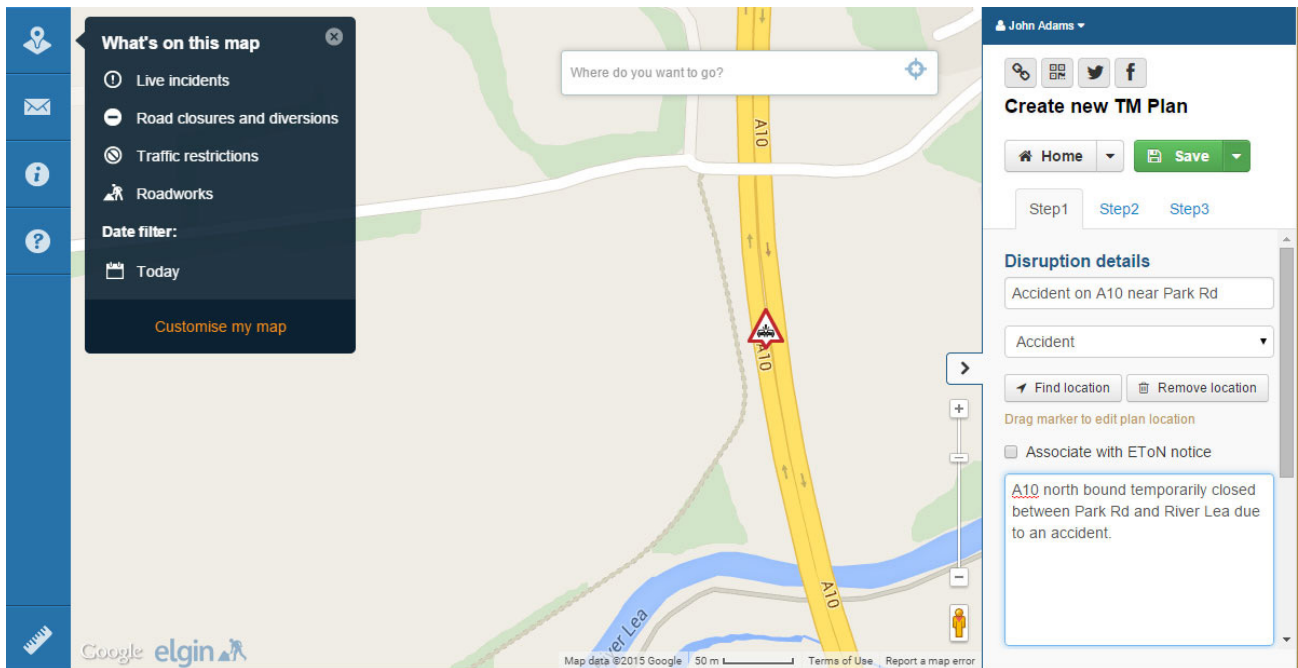 What's on this map
Live incidents
Road closures and diversions
Traffic restrictions
Roadworks
Date filter:
Today
Customise my map
Where do you want to go?
A10
A10
A10
River Lea
Google elgin
Map data ©2015 Google
50 m
Terms of Use
Report a map error
John Adams
Create new TM Plan
Home
Save
Step1
Step2
Step3
Disruption details
Accident on A10 near Park Rd
Accident
Find location
Remove location
Drag marker to edit plan location
Associate with EToN notice
A10 north bound temporarily closed
between Park Rd and River Lea due
to an accident.